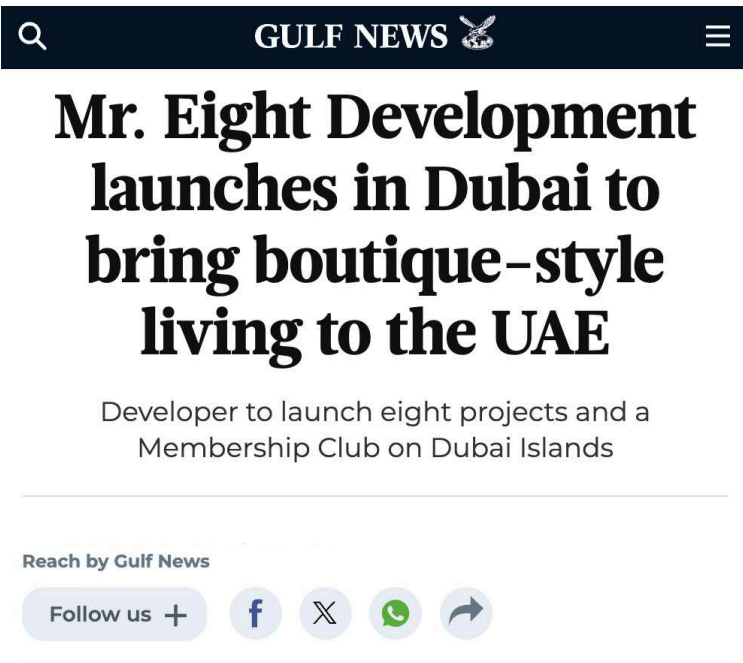 GULF NEWS
Mr. Eight Development
launches in Dubai to
bring boutique-style
living to the UAE
Developer to launch eight projects and a
Membership Club on Dubai Islands
Reach by Gulf News
Follow us +